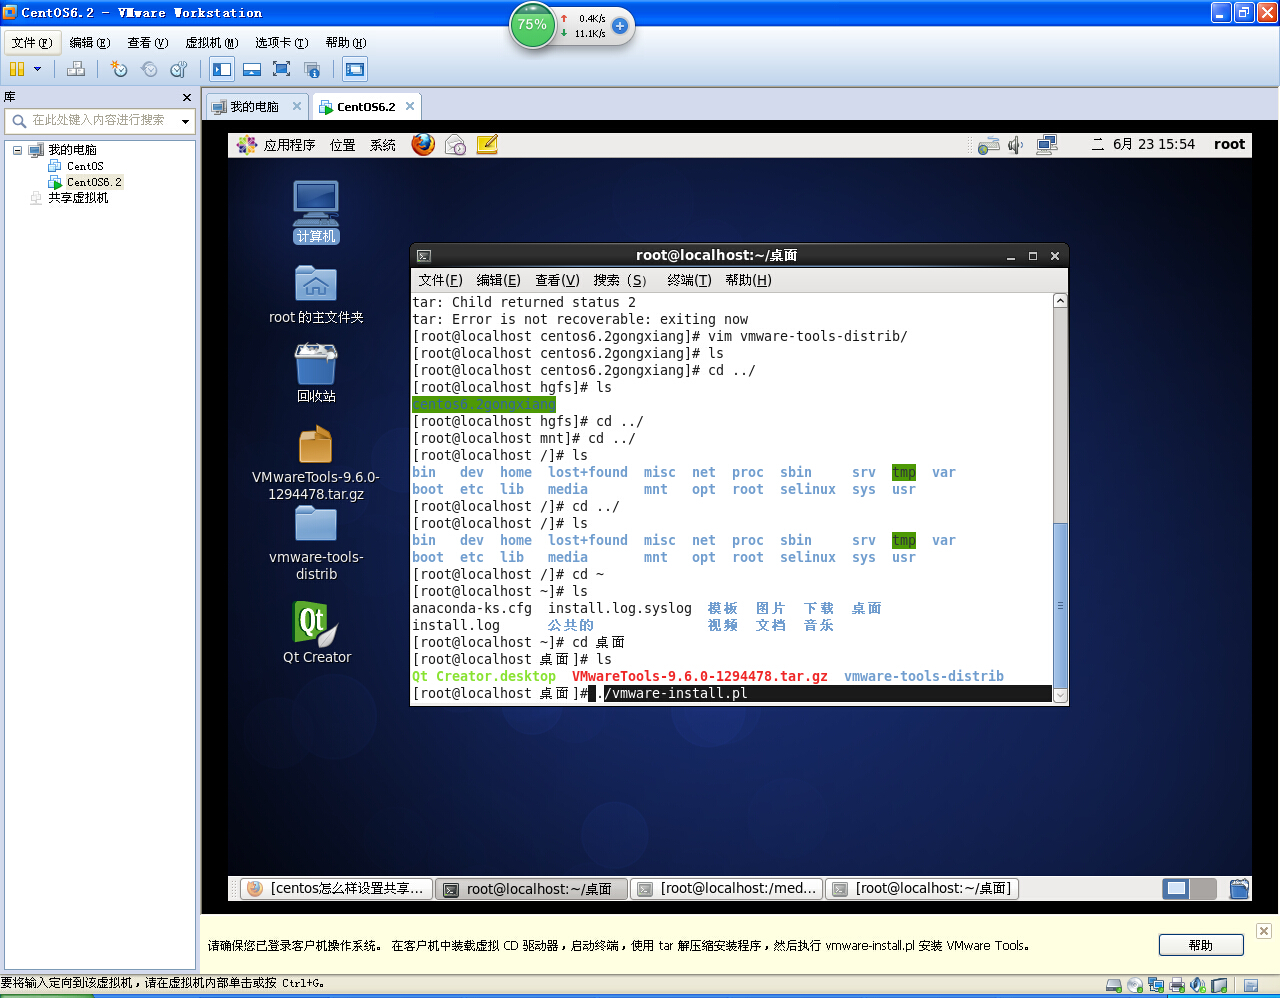 CentOS6.2 - VMware Workstation
75%
0.4K/s
11.1K/s
文件(F) 编辑(E) 查看(V) 虚拟机(M) 选项卡(T) 帮助(H)
库
在此处键入内容进行搜索
我的电脑
CentOS
CentOS6.2
共享虚拟机
我的电脑 CentOS6.2
应用程序 位置 系统
二 6月 23 15:54 root
计算机
root 的主文件夹
回收站
VMwareTools-9.6.0-
1294478.tar.gz
vmware-tools-
distrib
Qt
Qt Creator
root@localhost:~/桌面
文件(F) 编辑(E) 查看(V) 搜索 (S) 终端(T) 帮助(H)
tar: Child returned status 2
tar: Error is not recoverable: exiting now
[root@localhost centos6.2gongxiang]# vim vmware-tools-distrib/
[root@localhost centos6.2gongxiang]# ls
[root@localhost centos6.2gongxiang]# cd ../
[root@localhost hgfs]# ls
centos6.2gongxiang
[root@localhost hgfs]# cd ../
[root@localhost mnt]# cd ../
[root@localhost /]# ls
bin dev home lost+found misc net proc sbin srv tmp var
boot etc lib media mnt opt root selinux sys usr
[root@localhost /]# cd ../
[root@localhost /]# ls
bin dev home lost+found misc net proc sbin srv tmp var
boot etc lib media mnt opt root selinux sys usr
[root@localhost /]# cd ~
[root@localhost ~]# ls
anaconda-ks.cfg install.log.syslog 模板 图片 下载 桌面
install.log 公共的 视频 文档 音乐
[root@localhost ~]# cd 桌面
[root@localhost 桌面]# ls
Qt Creator.desktop VMwareTools-9.6.0-1294478.tar.gz vmware-tools-distrib
[root@localhost 桌面]# ./vmware-install.pl
[centos怎么样设置共享... root@localhost:~/桌面 [root@localhost:/med... [root@localhost:~/桌面]
请确保您已登录客户机操作系统。 在客户机中装载虚拟 CD 驱动器，启动终端，使用 tar 解压缩安装程序，然后执行 vmware-install.pl 安装 VMware Tools。
帮助
要将输入定向到该虚拟机，请在虚拟机内部单击或按 Ctrl+G。